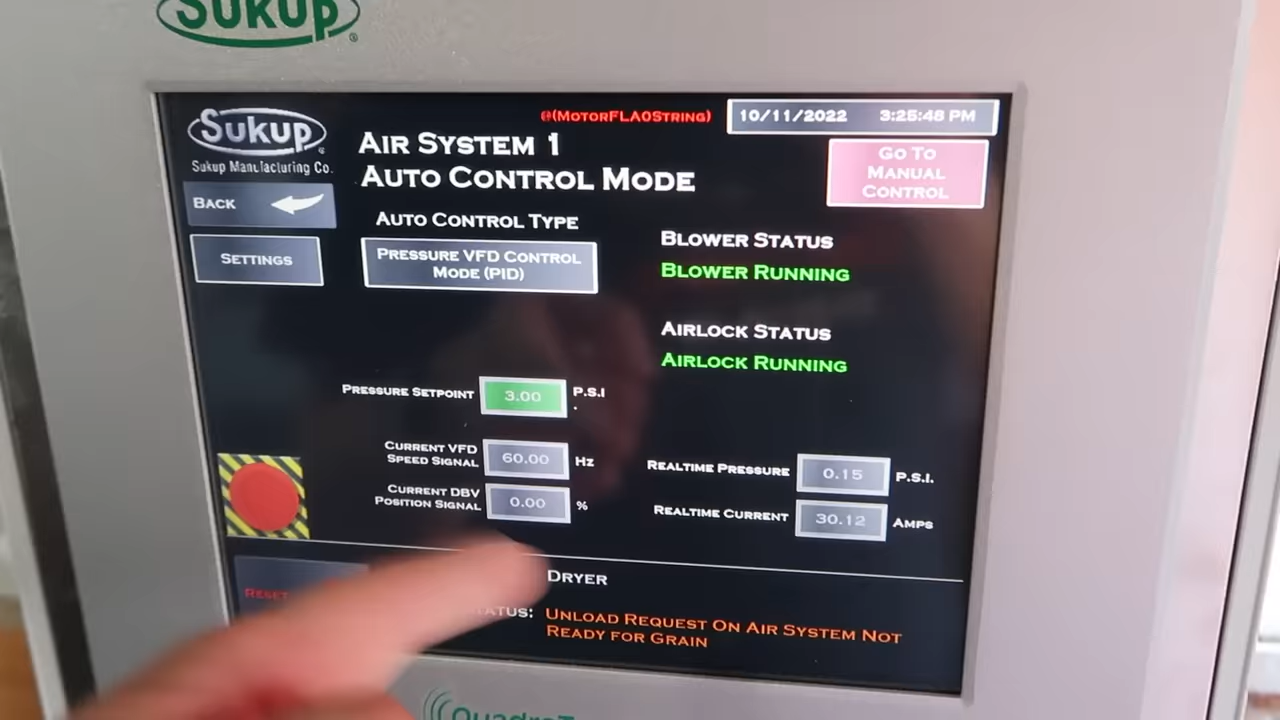 Sukup
@(MotorFLA0String)
10/11/2022 3:25:48 PM
Sukup
Sukup Manufacturing Co.
Air System 1
Auto Control Mode
Go To
Manual
Control
Back
Settings
Auto Control Type
Pressure VFD Control
Mode (PID)
Blower Status
Blower Running
Airlock Status
Airlock Running
Pressure Setpoint 3.00 P.S.I.
Current VFD
Speed Signal 60.00 Hz
Current DBV
Position Signal 0.00 %
Realtime Pressure 0.15 P.S.I.
Realtime Current 30.12 Amps
Reset
Dryer
Status: Unload Request On Air System Not
Ready for Grain